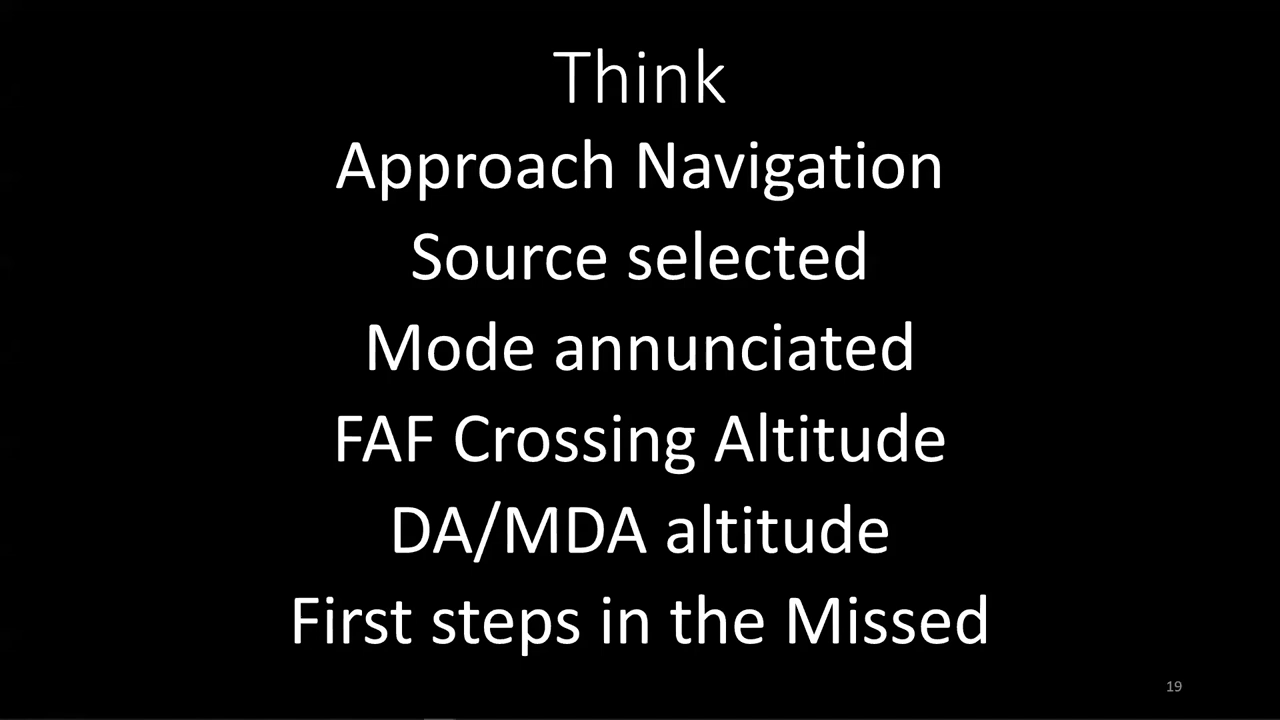 Think
Approach Navigation
Source selected
Mode annunciated
FAF Crossing Altitude
DA/MDA altitude
First steps in the Missed
19